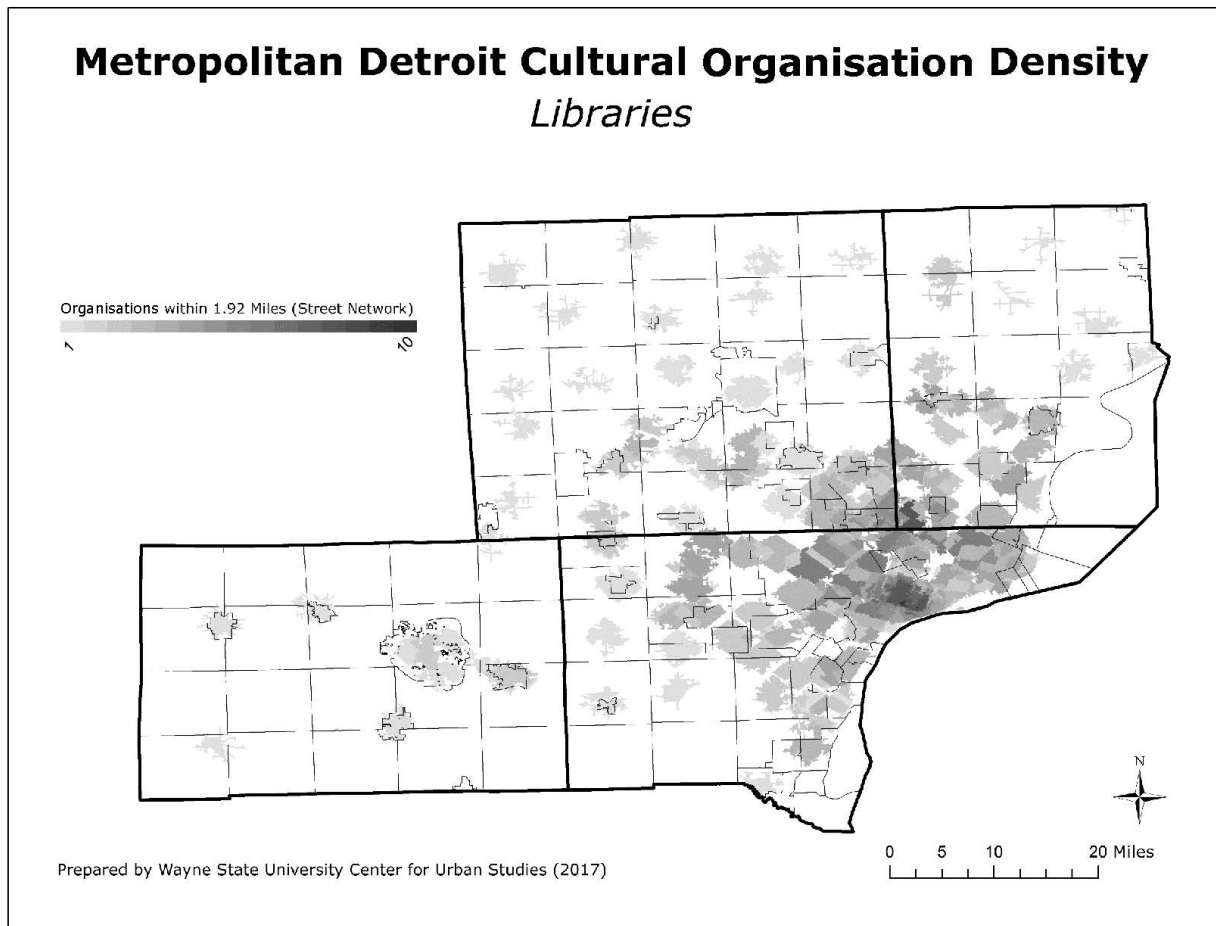 Metropolitan Detroit Cultural Organisation Density
Libraries
Organisations within 1.92 Miles (Street Network)
1 10
N
0 5 10 20 Miles
Prepared by Wayne State University Center for Urban Studies (2017)